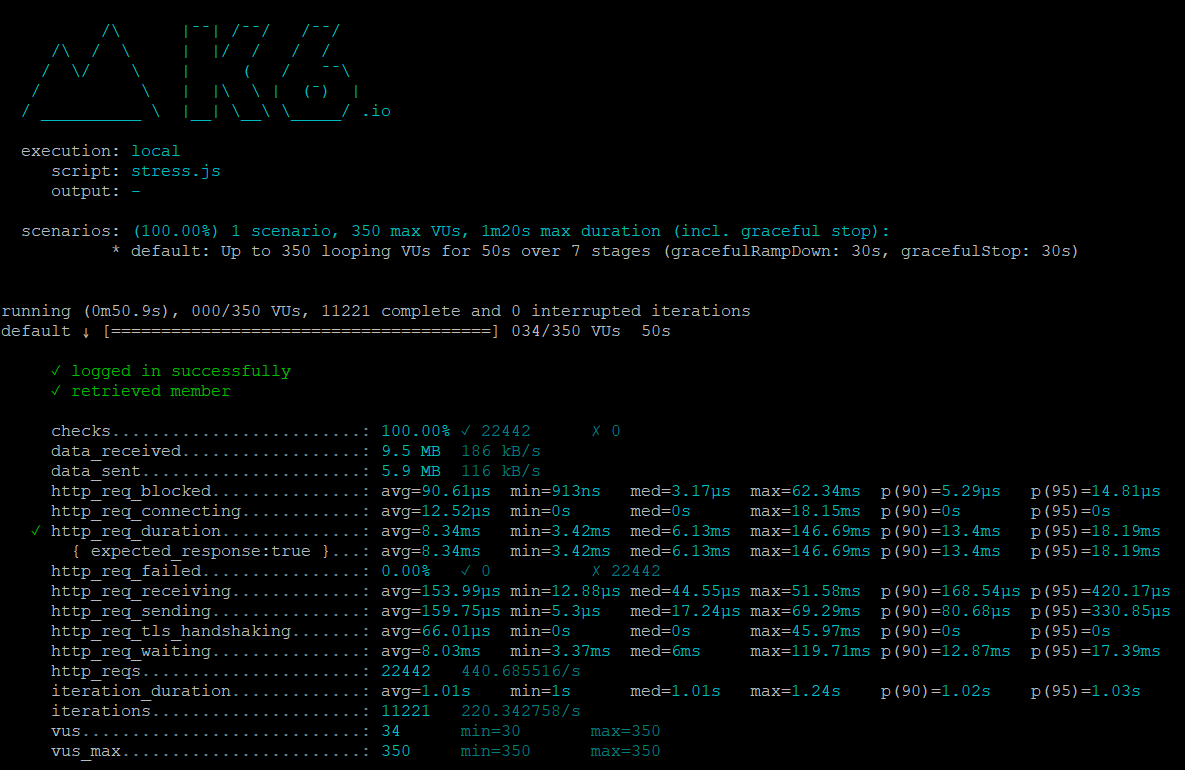 K6 .io
execution: local
script: stress.js
output: -
scenarios: (100.00%) 1 scenario, 350 max VUs, 1m20s max duration (incl. graceful stop):
* default: Up to 350 looping VUs for 50s over 7 stages (gracefulRampDown: 30s, gracefulStop: 30s)
running (0m50.9s), 000/350 VUs, 11221 complete and 0 interrupted iterations
default ↓ [======================================] 034/350 VUs  50s
✓ logged in successfully
✓ retrieved member
checks.........................: 100.00% ✓ 22442      ✗ 0
data_received..................: 9.5 MB  186 kB/s
data_sent......................: 5.9 MB  116 kB/s
http_req_blocked...............: avg=90.61µs  min=913ns   med=3.17µs  max=62.34ms  p(90)=5.29µs   p(95)=14.81µs
http_req_connecting............: avg=12.52µs  min=0s      med=0s      max=18.15ms  p(90)=0s       p(95)=0s
✓ http_req_duration..............: avg=8.34ms   min=3.42ms  med=6.13ms  max=146.69ms p(90)=13.4ms   p(95)=18.19ms
{ expected_response:true }...: avg=8.34ms   min=3.42ms  med=6.13ms  max=146.69ms p(90)=13.4ms   p(95)=18.19ms
http_req_failed................: 0.00%   ✓ 0          ✗ 22442
http_req_receiving.............: avg=153.99µs min=12.88µs med=44.55µs max=51.58ms  p(90)=168.54µs p(95)=420.17µs
http_req_sending...............: avg=159.75µs min=5.3µs   med=17.24µs max=69.29ms  p(90)=80.68µs  p(95)=330.85µs
http_req_tls_handshaking.......: avg=66.01µs  min=0s      med=0s      max=45.97ms  p(90)=0s       p(95)=0s
http_req_waiting...............: avg=8.03ms   min=3.37ms  med=6ms     max=119.71ms p(90)=12.87ms  p(95)=17.39ms
http_reqs......................: 22442   440.685516/s
iteration_duration.............: avg=1.01s    min=1s      med=1.01s   max=1.24s    p(90)=1.02s    p(95)=1.03s
iterations.....................: 11221   220.342758/s
vus............................: 34      min=30       max=350
vus_max........................: 350     min=350      max=350